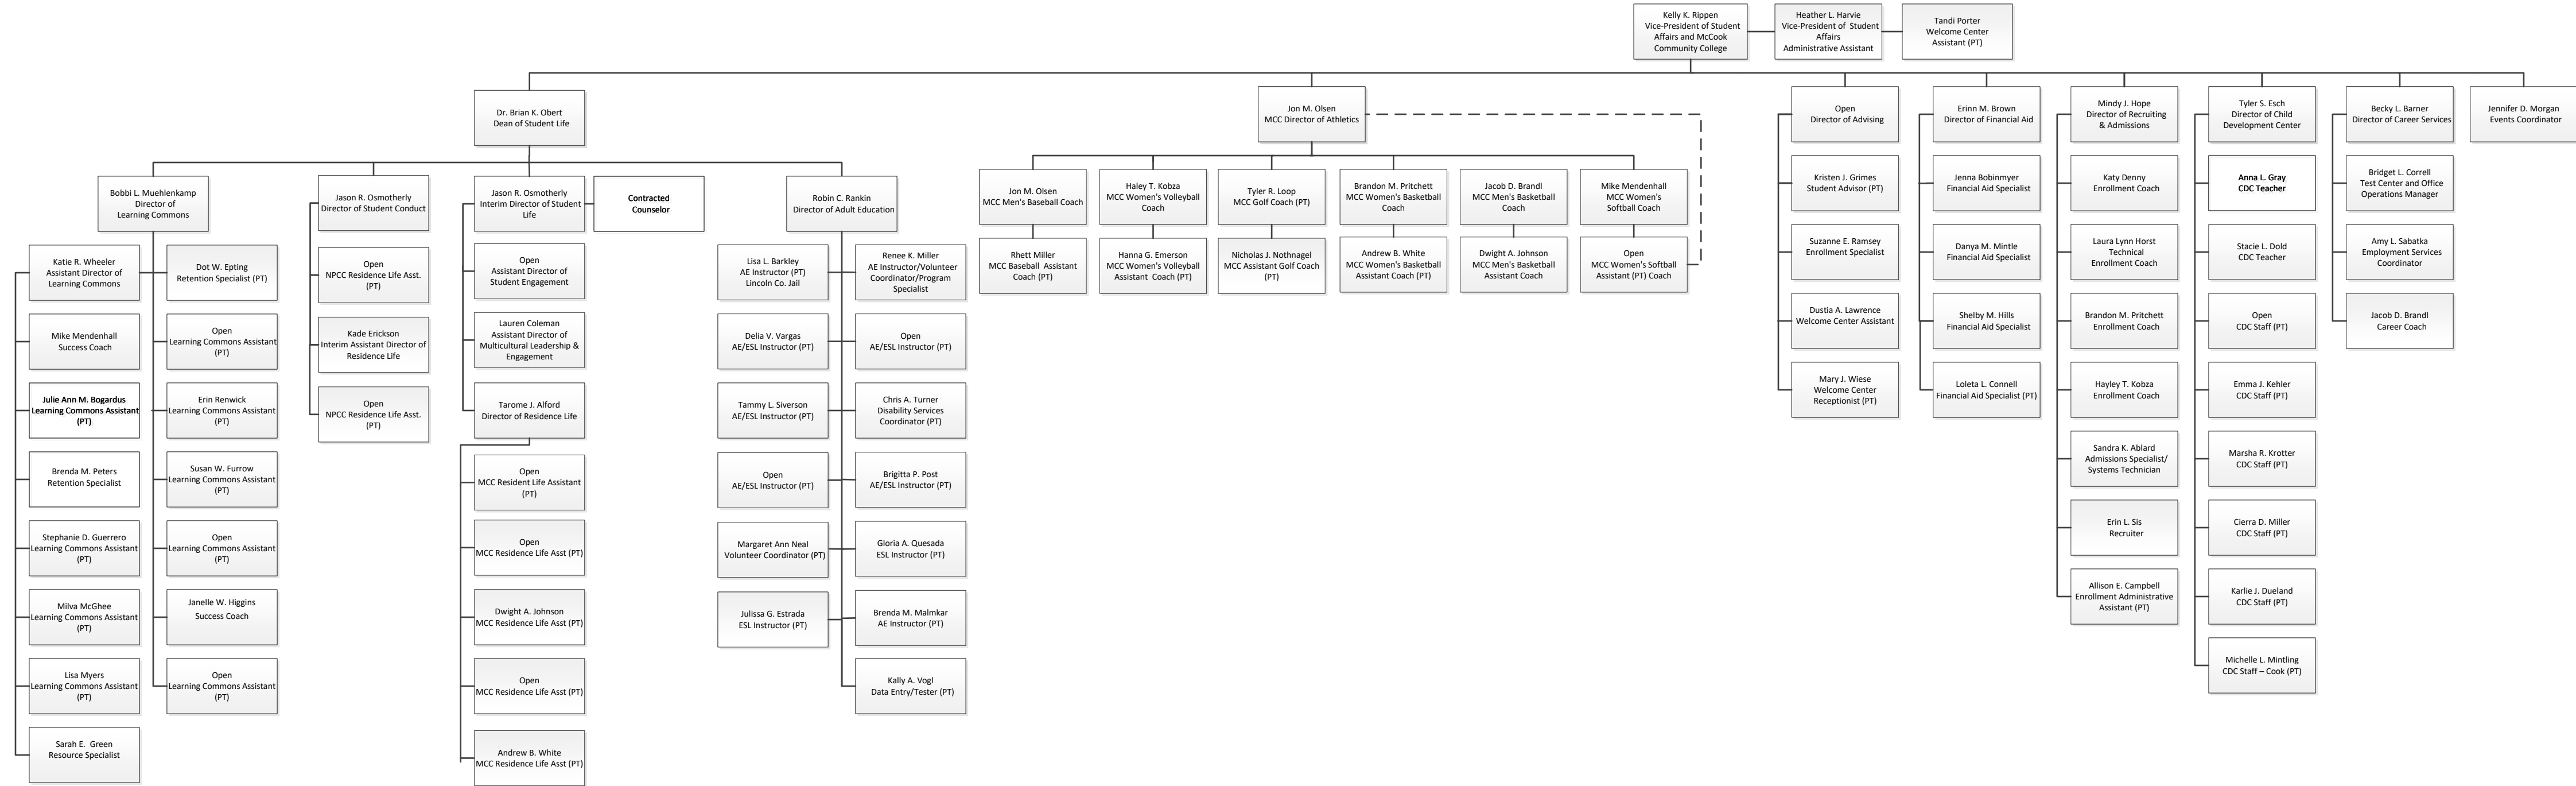 Kelly K. Rippen
Vice-President of Student
Affairs and McCook
Community College
Heather L. Harvie
Vice-President of  Student
Affairs
Administrative Assistant
Tandi Porter
Welcome Center
Assistant (PT)
Dr. Brian K. Obert
Dean of Student Life
Jon M. Olsen
MCC Director of Athletics
Open
Director of Advising
Erinn M. Brown
Director of Financial Aid
Mindy J. Hope
Director of Recruiting
& Admissions
Tyler S. Esch
Director of Child
Development Center
Becky L. Barner
Director of Career Services
Jennifer D. Morgan
Events Coordinator
Bobbi L. Muehlenkamp
Director of
Learning Commons
Katie R. Wheeler
Assistant Director of
Learning Commons
Mike Mendenhall
Success Coach
Julie Ann M. Bogardus
Learning Commons Assistant
(PT)
Brenda M. Peters
Retention Specialist
Stephanie D. Guerrero
Learning Commons Assistant
(PT)
Milva McGhee
Learning Commons Assistant
(PT)
Lisa Myers
Learning Commons Assistant
(PT)
Sarah E.  Green
Resource Specialist
Dot W. Epting
Retention Specialist (PT)
Open
Learning Commons Assistant
(PT)
Erin Renwick
Learning Commons Assistant
(PT)
Susan W. Furrow
Learning Commons Assistant
(PT)
Open
Learning Commons Assistant
(PT)
Janelle W. Higgins
Success Coach
Open
Learning Commons Assistant
(PT)
Jason R. Osmotherly
Director of Student Conduct
Open
NPCC Residence Life Asst.
(PT)
Kade Erickson
Interim Assistant Director of
Residence Life
Open
NPCC Residence Life Asst.
(PT)
Jason R. Osmotherly
Interim Director of Student
Life
Contracted
Counselor
Open
Assistant Director of
Student Engagement
Lauren Coleman
Assistant Director of
Multicultural Leadership &
Engagement
Tarome J. Alford
Director of Residence Life
Open
MCC Resident Life Assistant
(PT)
Open
MCC Residence Life Asst (PT)
Dwight A. Johnson
MCC Residence Life Asst (PT)
Open
MCC Residence Life Asst (PT)
Andrew B. White
MCC Residence Life Asst (PT)
Robin C. Rankin
Director of Adult Education
Lisa L. Barkley
AE Instructor (PT)
Lincoln Co. Jail
Delia V. Vargas
AE/ESL Instructor (PT)
Tammy L. Siverson
AE/ESL Instructor (PT)
Open
AE/ESL Instructor (PT)
Margaret Ann Neal
Volunteer Coordinator (PT)
Julissa G. Estrada
ESL Instructor (PT)
Renee K. Miller
AE Instructor/Volunteer
Coordinator/Program
Specialist
Open
AE/ESL Instructor (PT)
Chris A. Turner
Disability Services
Coordinator (PT)
Brigitta P. Post
AE/ESL Instructor (PT)
Gloria A. Quesada
ESL Instructor (PT)
Brenda M. Malmkar
AE Instructor (PT)
Kally A. Vogl
Data Entry/Tester (PT)
Jon M. Olsen
MCC Men's Baseball Coach
Rhett Miller
MCC Baseball  Assistant
Coach (PT)
Haley T. Kobza
MCC Women's Volleyball
Coach
Hanna G. Emerson
MCC Women's Volleyball
Assistant  Coach (PT)
Tyler R. Loop
MCC Golf Coach (PT)
Nicholas J. Nothnagel
MCC Assistant Golf Coach
(PT)
Brandon M. Pritchett
MCC Women's Basketball
Coach
Andrew B. White
MCC Women's Basketball
Assistant Coach (PT)
Jacob D. Brandl
MCC Men's Basketball
Coach
Dwight A. Johnson
MCC Men's Basketball
Assistant Coach
Mike Mendenhall
MCC Women's
Softball Coach
Open
MCC Women's Softball
Assistant (PT) Coach
Kristen J. Grimes
Student Advisor (PT)
Suzanne E. Ramsey
Enrollment Specialist
Dustia A. Lawrence
Welcome Center Assistant
Mary J. Wiese
Welcome Center
Receptionist (PT)
Jenna Bobinmyer
Financial Aid Specialist
Danya M. Mintle
Financial Aid Specialist
Shelby M. Hills
Financial Aid Specialist
Loleta L. Connell
Financial Aid Specialist (PT)
Katy Denny
Enrollment Coach
Laura Lynn Horst
Technical
Enrollment Coach
Brandon M. Pritchett
Enrollment Coach
Hayley T. Kobza
Enrollment Coach
Sandra K. Ablard
Admissions Specialist/
Systems Technician
Erin L. Sis
Recruiter
Allison E. Campbell
Enrollment Administrative
Assistant (PT)
Anna L. Gray
CDC Teacher
Stacie L. Dold
CDC Teacher
Open
CDC Staff (PT)
Emma J. Kehler
CDC Staff (PT)
Marsha R. Krotter
CDC Staff (PT)
Cierra D. Miller
CDC Staff (PT)
Karlie J. Dueland
CDC Staff (PT)
Michelle L. Mintling
CDC Staff – Cook (PT)
Bridget L. Correll
Test Center and Office
Operations Manager
Amy L. Sabatka
Employment Services
Coordinator
Jacob D. Brandl
Career Coach